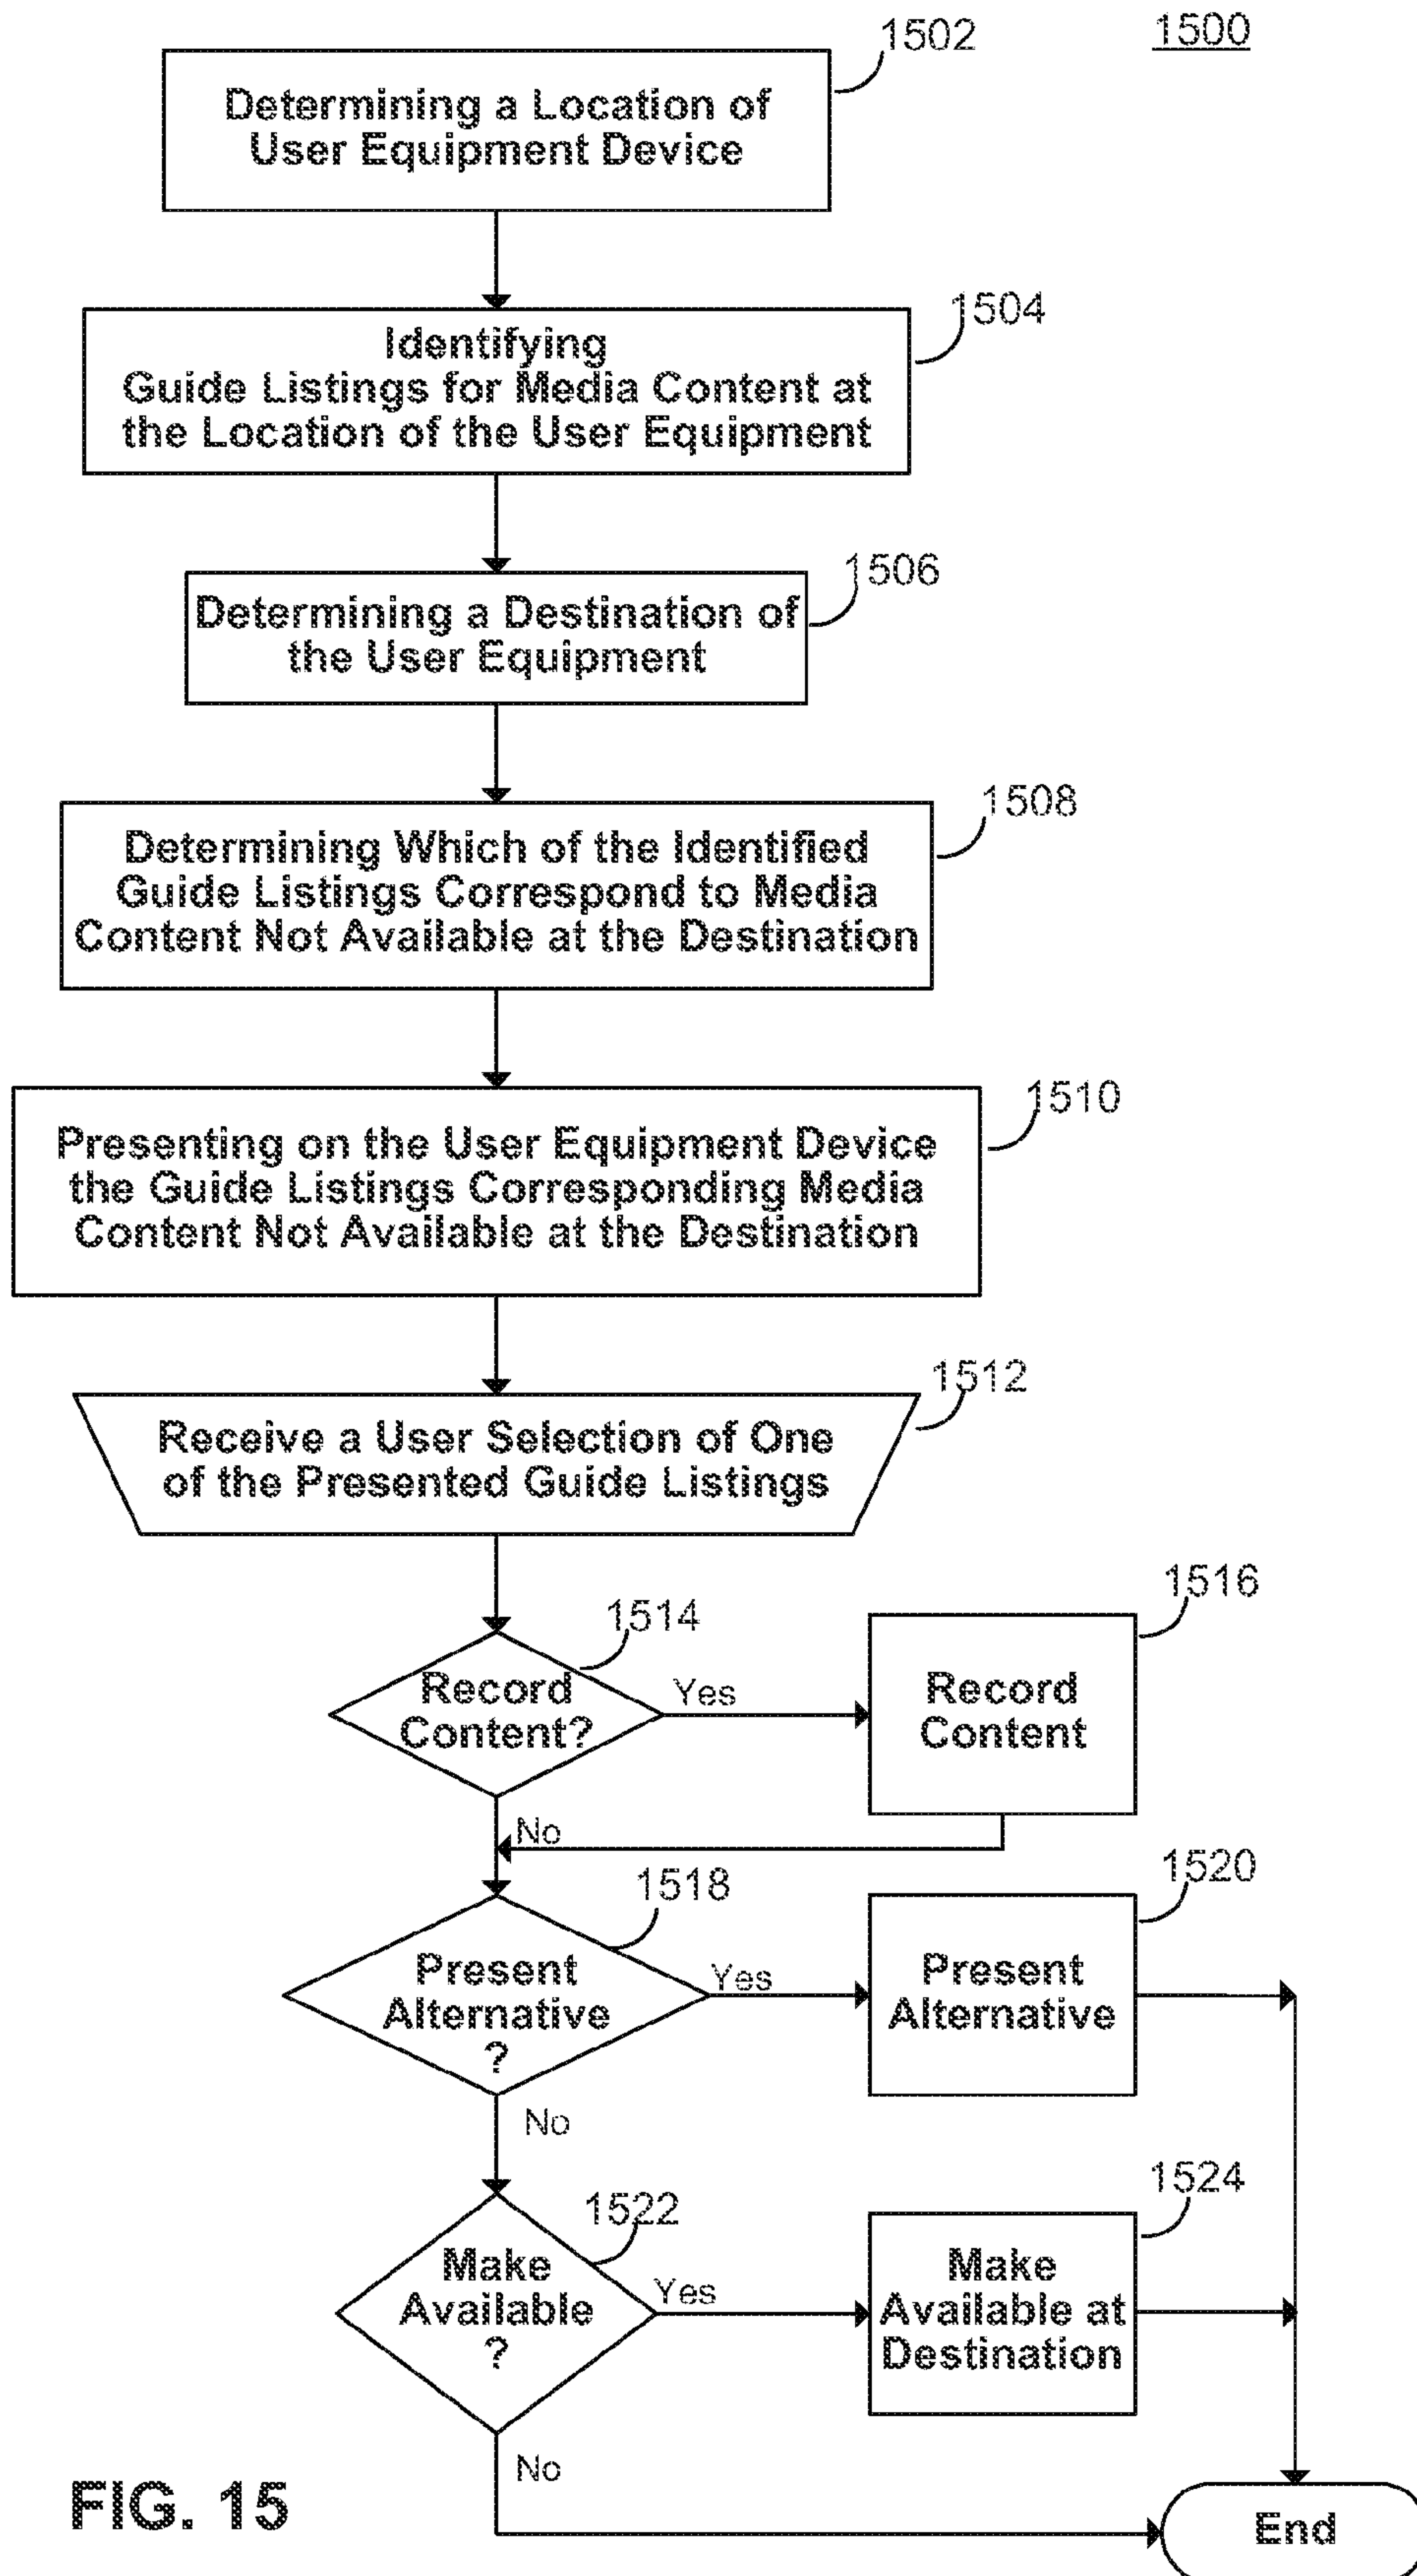 1500
1502
Determining a Location of
User Equipment Device
1504
Identifying
Guide Listings for Media Content at
the Location of the User Equipment
1506
Determining a Destination of
the User Equipment
1508
Determining Which of the Identified
Guide Listings Correspond to Media
Content Not Available at the Destination
1510
Presenting on the User Equipment Device
the Guide Listings Corresponding Media
Content Not Available at the Destination
1512
Receive a User Selection of One
of the Presented Guide Listings
1514
Record
Content?
Yes
1516
Record
Content
No
1518
Present
Alternative
?
Yes
1520
Present
Alternative
No
1522
Make
Available
?
Yes
1524
Make
Available at
Destination
No
End
FIG. 15